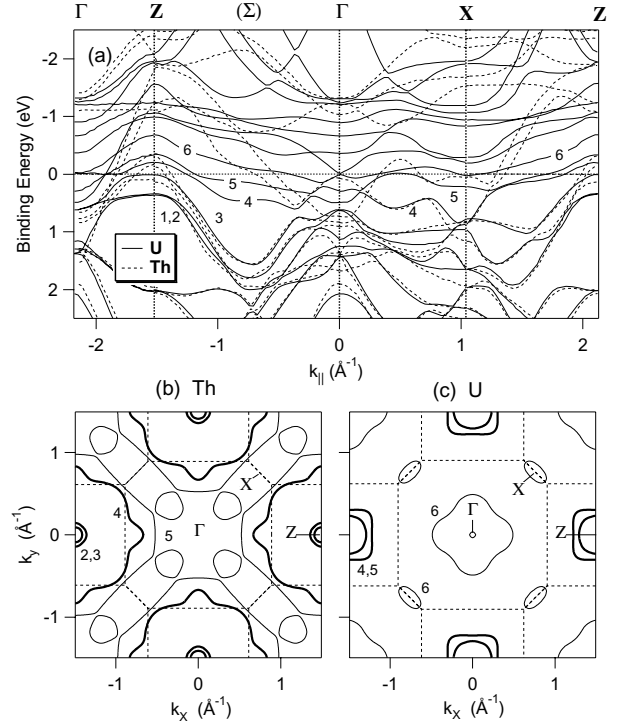 Γ Z (Σ) Γ X Z
(a)
-2
-1
0
1
2
Binding Energy (eV)
6
5
4
1,2
3
4
5
6
U
Th
-2 -1 0 1 2
k|| (Å-1)
(b) Th
1
0
-1
ky (Å-1)
4
2,3
5
Γ
X
Z
-1 0 1
kX (Å-1)
(c) U
6
Γ
X
Z
4,5
6
-1 0 1
kX (Å-1)